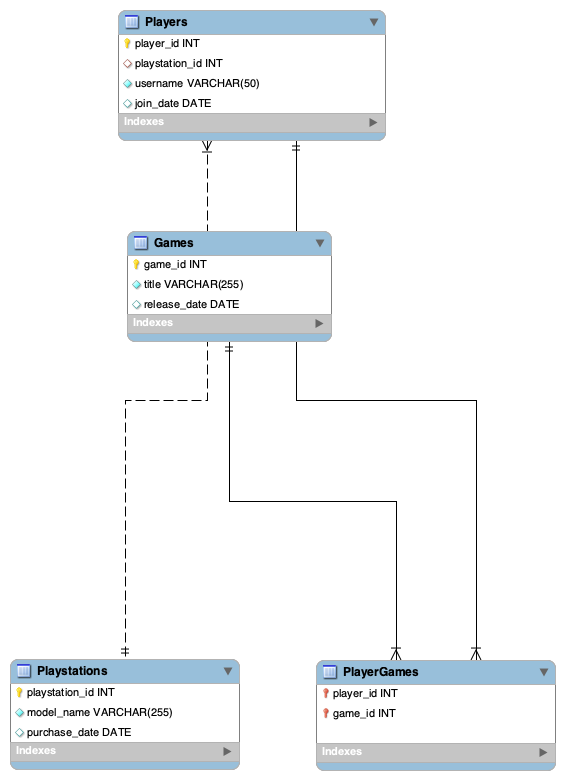 Players
player_id INT
playstation_id INT
username VARCHAR(50)
join_date DATE
Indexes
Games
game_id INT
title VARCHAR(255)
release_date DATE
Indexes
Playstations
playstation_id INT
model_name VARCHAR(255)
purchase_date DATE
Indexes
PlayerGames
player_id INT
game_id INT
Indexes